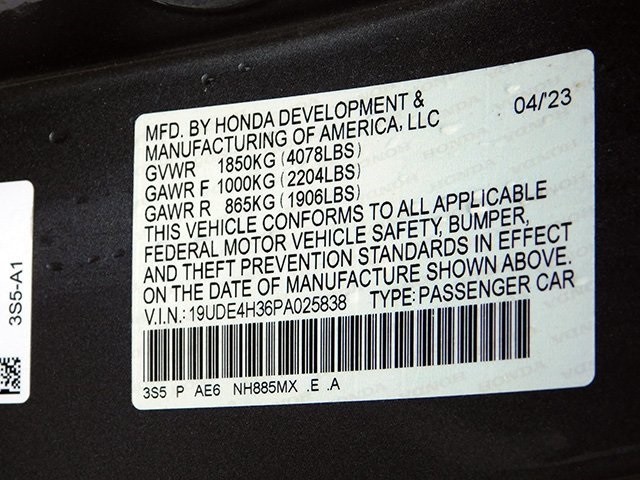 MFD. BY HONDA DEVELOPMENT &
MANUFACTURING OF AMERICA, LLC
04/'23
GVWR 1850KG (4078LBS)
GAWR F 1000KG (2204LBS)
GAWR R 865KG (1906LBS)
THIS VEHICLE CONFORMS TO ALL APPLICABLE
FEDERAL MOTOR VEHICLE SAFETY, BUMPER,
AND THEFT PREVENTION STANDARDS IN EFFECT
ON THE DATE OF MANUFACTURE SHOWN ABOVE.
V.I.N.: 19UDE4H36PA025838 TYPE: PASSENGER CAR
3S5 P AE6 NH885MX .E .A
3S5-A1